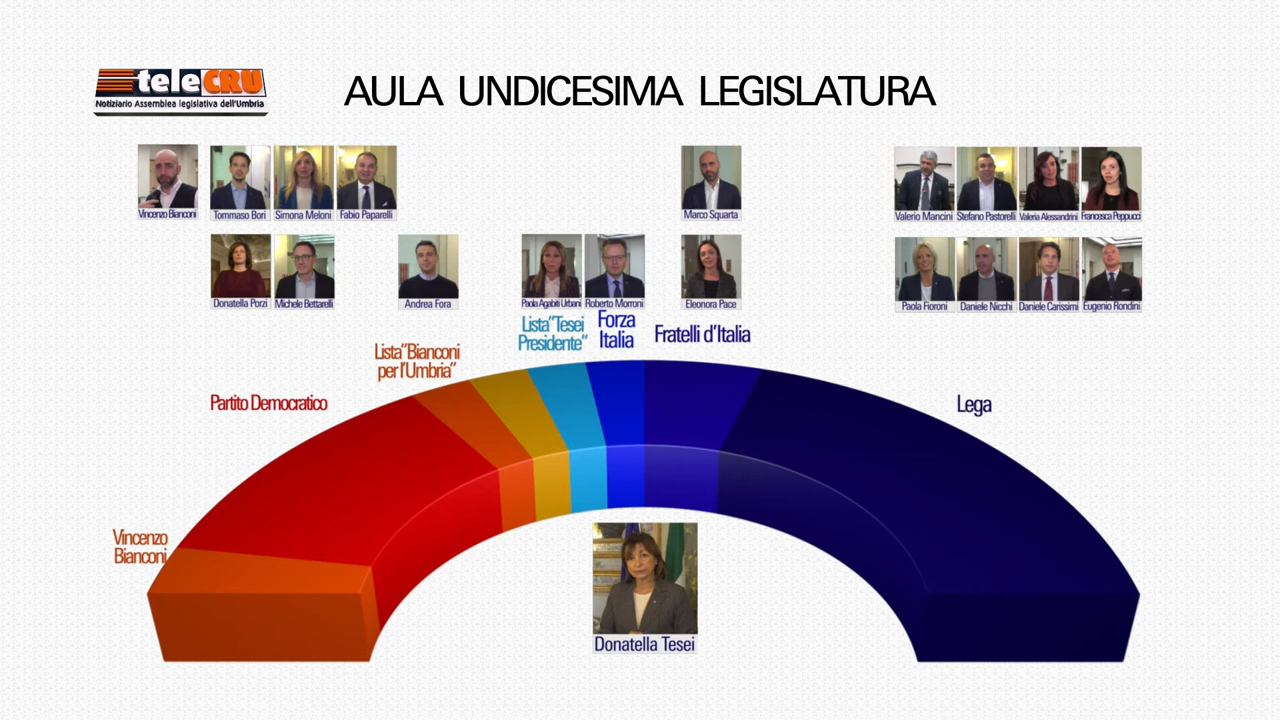 teleCRU
Notiziario Assemblea legislativa dell'Umbria
AULA UNDICESIMA LEGISLATURA
Vincenzo Bianconi
Tommaso Bori
Simona Meloni
Fabio Paparelli
Marco Squarta
Valerio Mancini
Stefano Pastorelli
Valeria Alessandrini
Francesca Peppucci
Donatella Porzi
Michele Bettarelli
Andrea Fora
Paola Agabiti Urbani
Roberto Morroni
Eleonora Pace
Paola Fioroni
Daniele Nicchi
Daniele Carissimi
Eugenio Rondini
Lista"Tesei
Presidente"
Forza
Italia
Fratelli d'Italia
Lista"Bianconi
per l'Umbria"
Partito Democratico
Lega
Vincenzo
Bianconi
Donatella Tesei